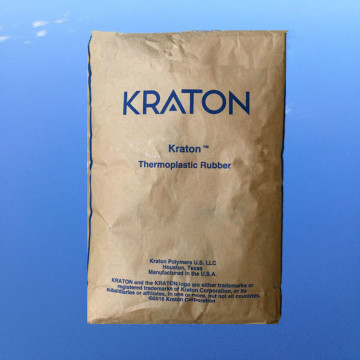 KRATON
Kraton™
Thermoplastic Rubber
Kraton Polymers U.S. LLC
Houston, Texas
Manufactured in the U.S.A.
KRATON and the KRATON logo are either trademarks or
registered trademarks of Kraton Corporation, or its
subsidiaries or affiliates, in one or more, but not all countries.
©2016 Kraton Corporation